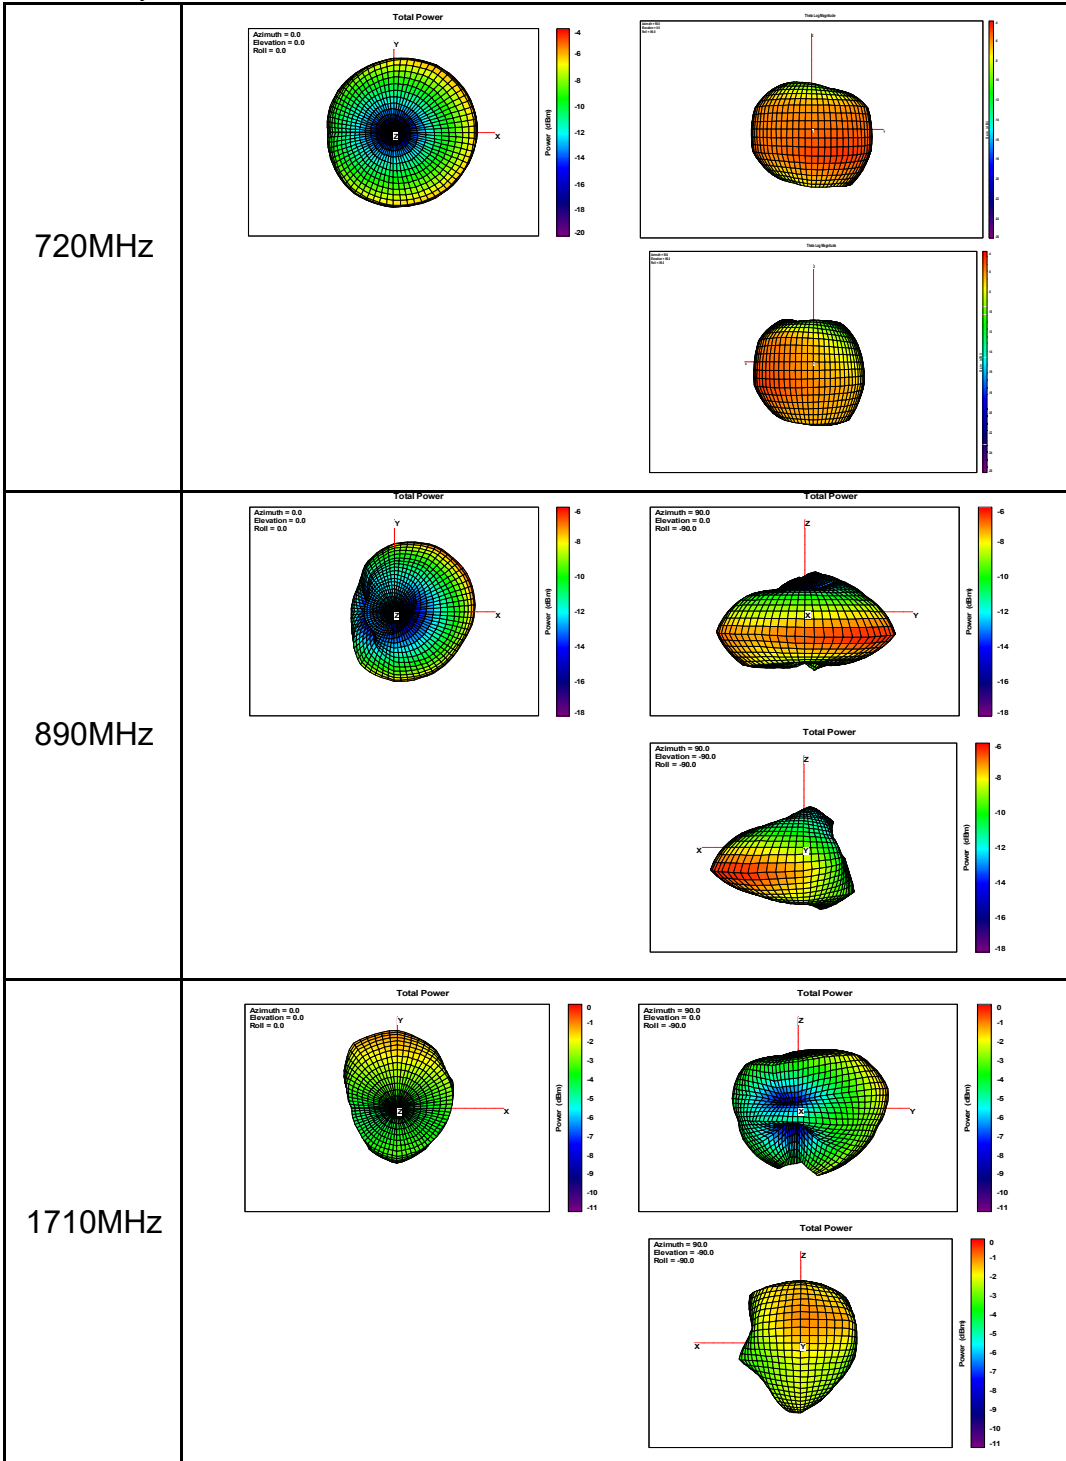 720MHz
Total Power
Azimuth = 0.0
Elevation = 0.0
Roll = 0.0
Y
X
Z
Power (dBm)
-4
-6
-8
-10
-12
-14
-16
-18
-20
Theta Log Magnitude
Theta Log Magnitude
890MHz
Total Power
Azimuth = 0.0
Elevation = 0.0
Roll = 0.0
Y
X
Z
Power (dBm)
-6
-8
-10
-12
-14
-16
-18
Total Power
Azimuth = 90.0
Elevation = 0.0
Roll = -90.0
Z
X
Y
Power (dBm)
-6
-8
-10
-12
-14
-16
-18
Total Power
Azimuth = 90.0
Elevation = -90.0
Roll = -90.0
Z
X
Y
Power (dBm)
-6
-8
-10
-12
-14
-16
-18
1710MHz
Total Power
Azimuth = 0.0
Elevation = 0.0
Roll = 0.0
Y
X
Z
Power (dBm)
0
-1
-2
-3
-4
-5
-6
-7
-8
-9
-10
-11
Total Power
Azimuth = 90.0
Elevation = 0.0
Roll = -90.0
Z
X
Y
Power (dBm)
0
-1
-2
-3
-4
-5
-6
-7
-8
-9
-10
-11
Total Power
Azimuth = 90.0
Elevation = -90.0
Roll = -90.0
Z
X
Y
Power (dBm)
0
-1
-2
-3
-4
-5
-6
-7
-8
-9
-10
-11